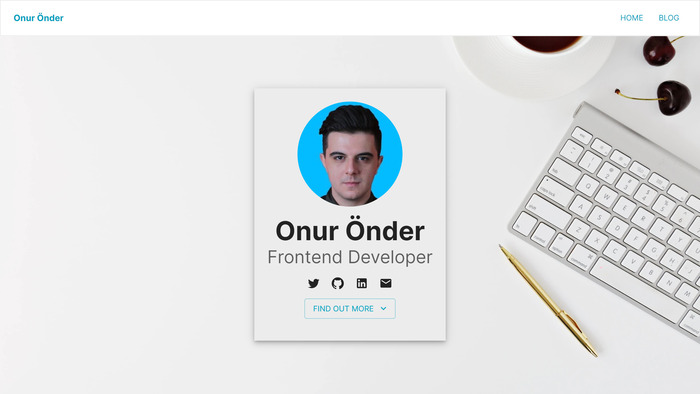 Onur Önder
HOME
BLOG
Onur Önder
Frontend Developer
FIND OUT MORE